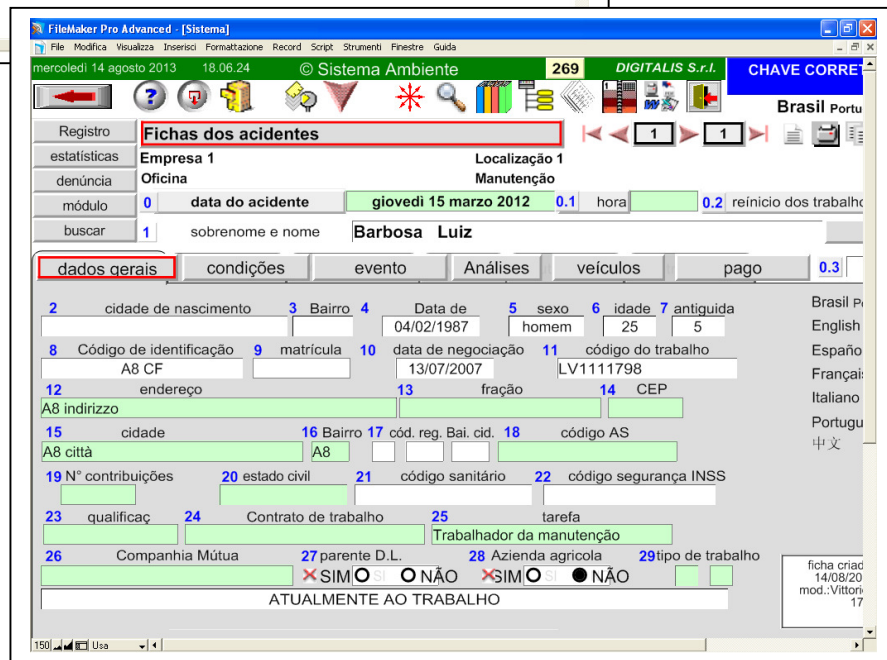 FileMaker Pro Advanced - [Sistema]
File Modifica Visualizza Inserisci Formattazione Record Script Strumenti Finestre Guida
mercoledì 14 agosto 2013 18.06.24 © Sistema Ambiente 269 DIGITALIS S.r.l. CHAVE CORRET
Brasil Portu
Registro Fichas dos acidentes 1 1
estatísticas Empresa 1 Localização 1
denúncia Oficina Manutenção
módulo 0 data do acidente giovedì 15 marzo 2012 0.1 hora 0.2 reínicio dos trabalho
buscar 1 sobrenome e nome Barbosa Luiz
dados gerais condições evento Análises veículos pago 0.3
2 cidade de nascimento 3 Bairro 4 Data de 5 sexo 6 idade 7 antiguida
04/02/1987 homem 25 5
8 Código de identificação 9 matrícula 10 data de negociação 11 código do trabalho
A8 CF 13/07/2007 LV1111798
12 endereço 13 fração 14 CEP
A8 indirizzo
15 cidade 16 Bairro 17 cód. reg. Bai. cid. 18 código AS
A8 città A8
19 N° contribuições 20 estado civil 21 código sanitário 22 código segurança INSS
23 qualificaç 24 Contrato de trabalho 25 tarefa
Trabalhador da manutenção
26 Companhia Mútua 27 parente D.L. 28 Azienda agricola 29 tipo de trabalho
SIM SI NÃO SIM SI NÃO
ATUALMENTE AO TRABALHO
Brasil P
English
Españo
Françai
Italiano
Portugu
中文
ficha criad
14/08/20
mod.:Vittori
17
150 Usa